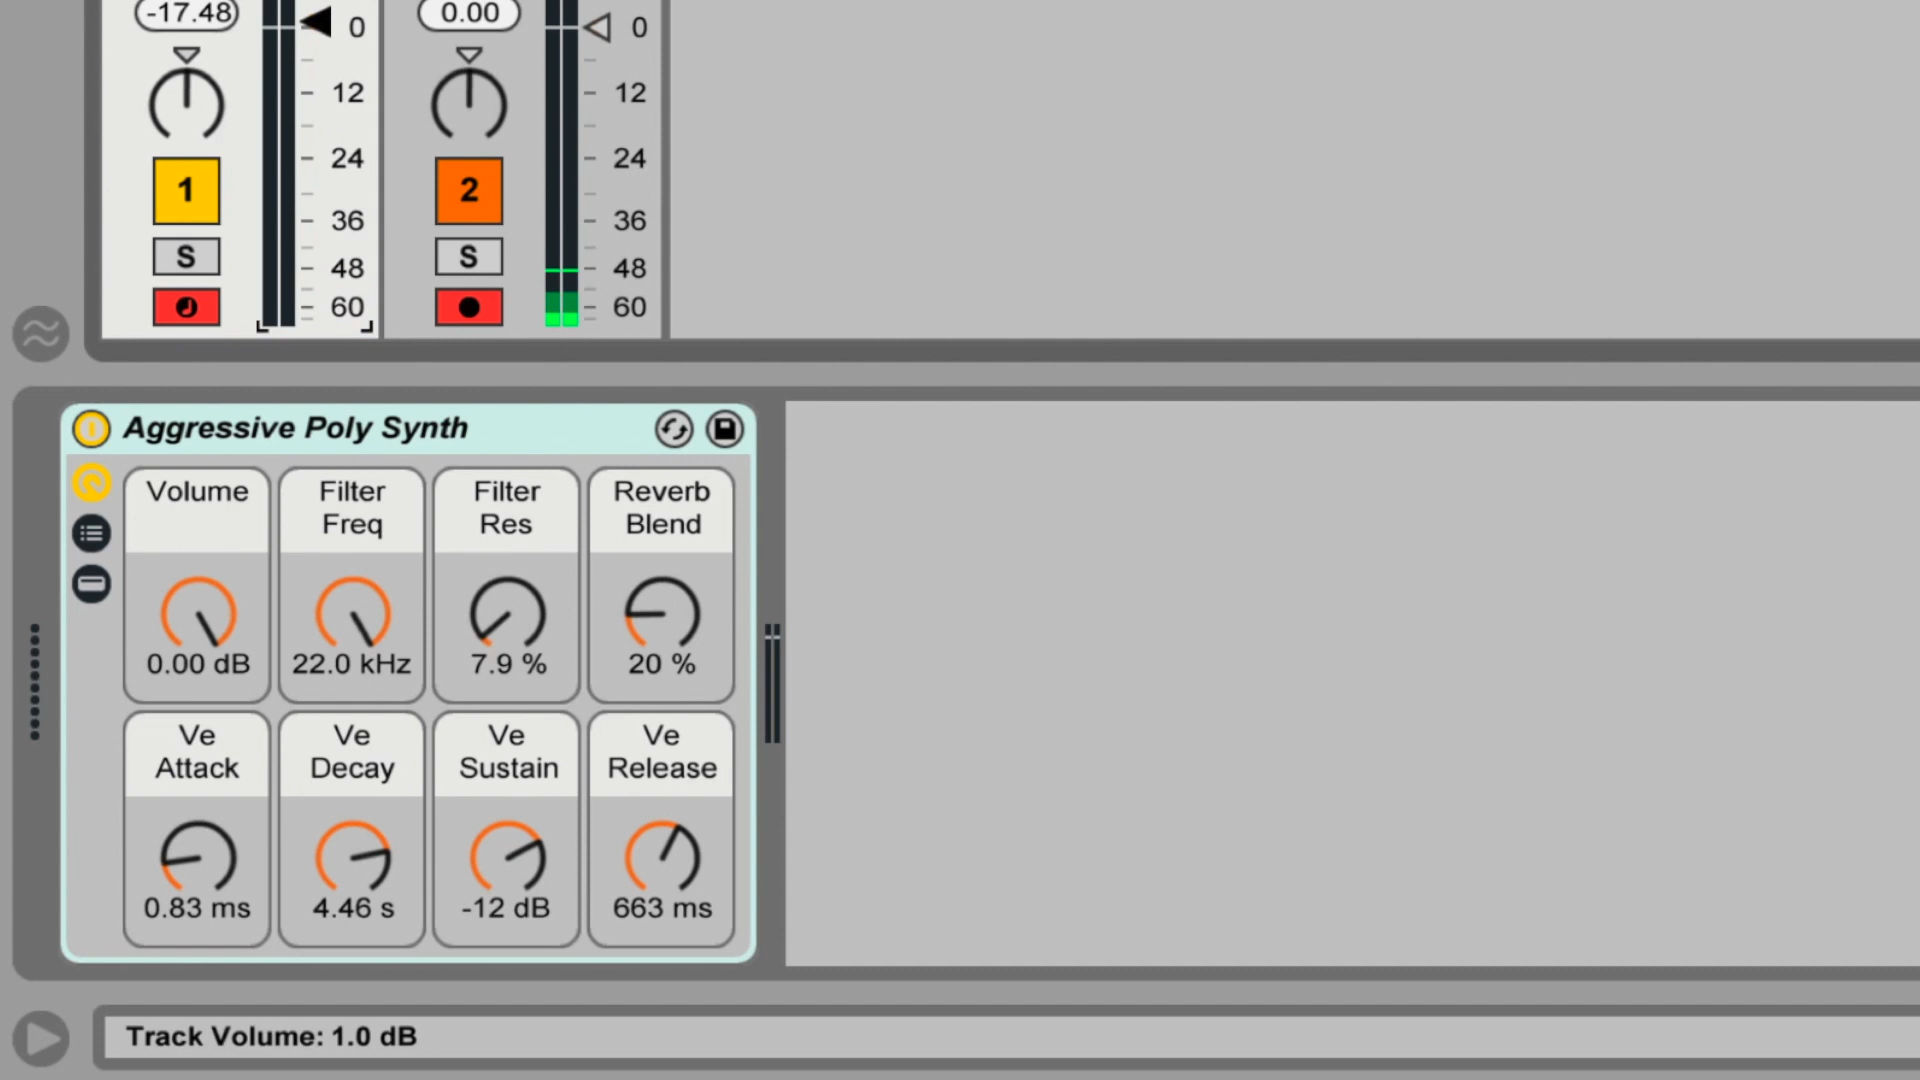 -17.48
0.00
0
0
12
12
24
24
1
2
36
36
S
S
48
48
60
60
Aggressive Poly Synth
Volume
Filter Freq
Filter Res
Reverb Blend
0.00 dB
22.0 kHz
7.9 %
20 %
Ve Attack
Ve Decay
Ve Sustain
Ve Release
0.83 ms
4.46 s
-12 dB
663 ms
Track Volume: 1.0 dB